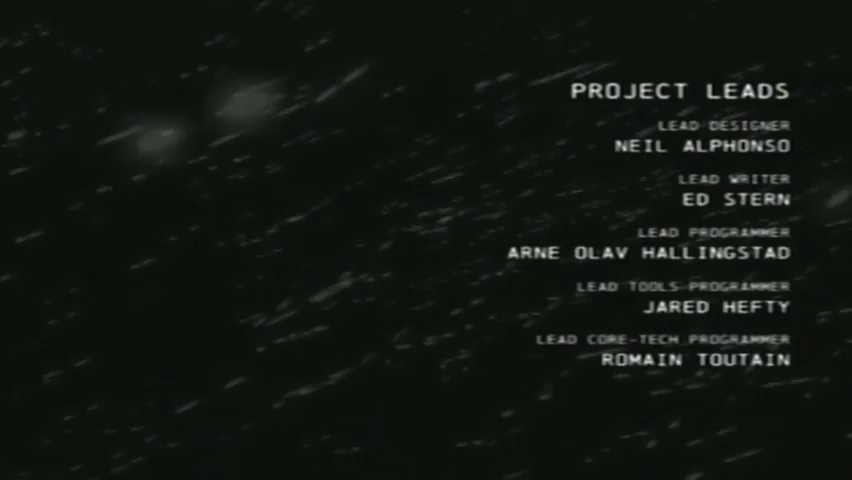 PROJECT LEADS
LEAD DESIGNER
NEIL ALPHONSO
LEAD WRITER
ED STERN
LEAD PROGRAMMER
ARNE OLAV HALLINGSTAD
LEAD TOOLS PROGRAMMER
JARED HEFTY
LEAD CORE-TECH PROGRAMMER
ROMAIN TOUTAIN